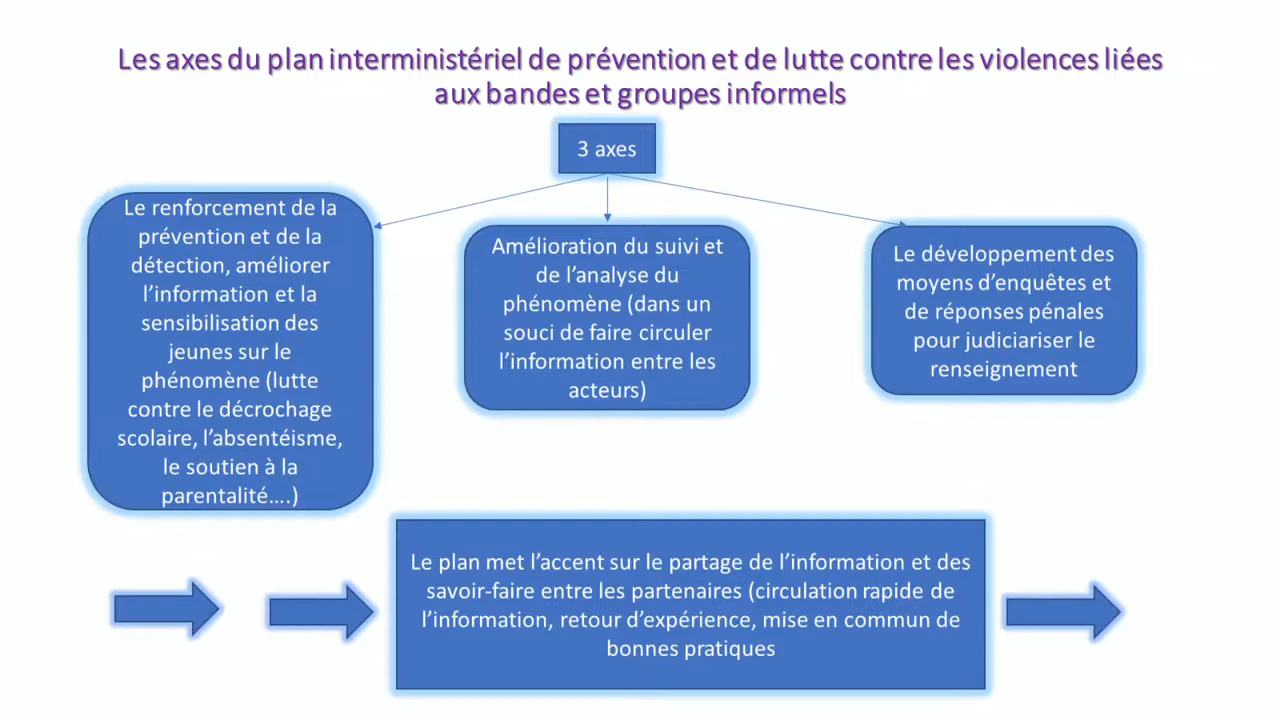 Les axes du plan interministériel de prévention et de lutte contre les violences liées
aux bandes et groupes informels
3 axes
Le renforcement de la
prévention et de la
détection, améliorer
l’information et la
sensibilisation des
jeunes sur le
phénomène (lutte
contre le décrochage
scolaire, l’absentéisme,
le soutien à la
parentalité….)
Amélioration du suivi et
de l’analyse du
phénomène (dans un
souci de faire circuler
l’information entre les
acteurs)
Le développement des
moyens d’enquêtes et
de réponses pénales
pour judiciariser le
renseignement
Le plan met l’accent sur le partage de l’information et des
savoir-faire entre les partenaires (circulation rapide de
l’information, retour d’expérience, mise en commun de
bonnes pratiques